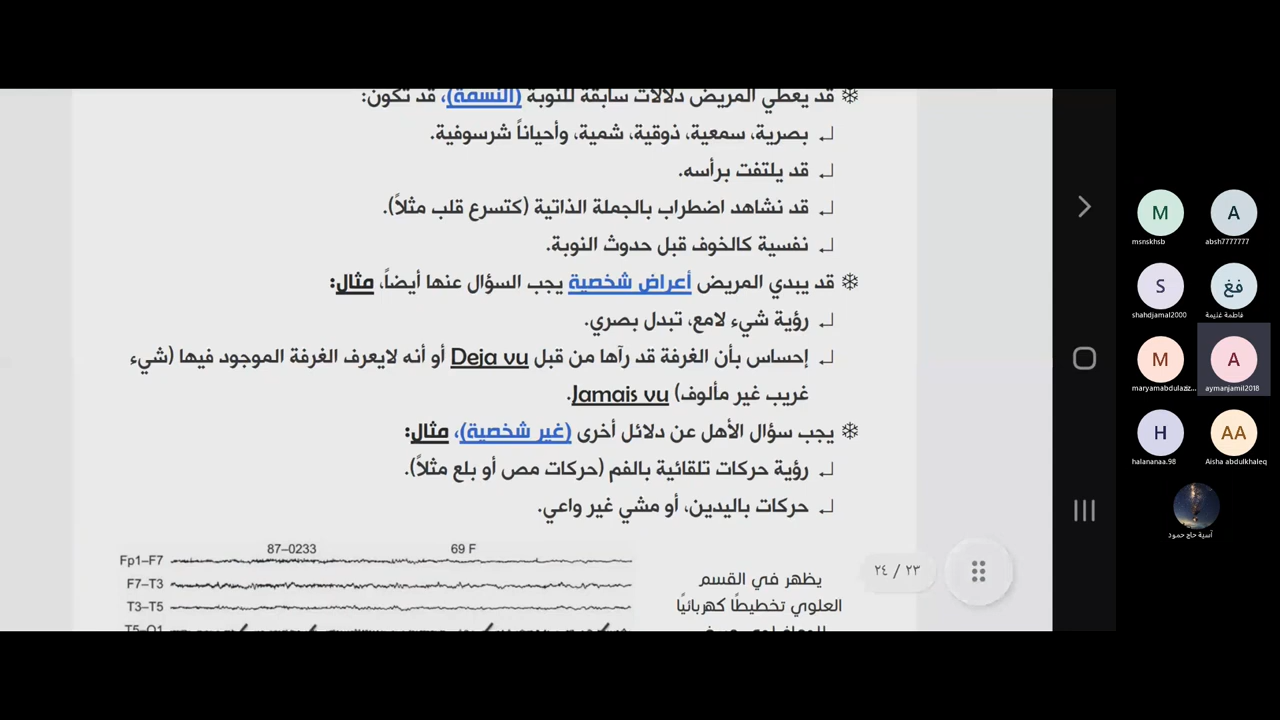 ❄ قد يعطي المريض دلالات سابقة للنوبة (النسمة)، قد تكون:
↲ بصرية، سمعية، ذوقية، شمية، وأحياناً شرسوفية.
↲ قد يلتفت برأسه.
↲ قد نشاهد اضطراب بالجملة الذاتية (كتسرع قلب مثلاً).
↲ نفسية كالخوف قبل حدوث النوبة.
❄ قد يبدي المريض أعراض شخصية يجب السؤال عنها أيضاً، مثال:
↲ رؤية شيء لامع، تبدل بصري.
↲ إحساس بأن الغرفة قد رآها من قبل Deja vu أو أنه لايعرف الغرفة الموجود فيها (شيء
غريب غير مألوف) Jamais vu.
❄ يجب سؤال الأهل عن دلائل أخرى (غير شخصية)، مثال:
↲ رؤية حركات تلقائية بالفم (حركات مص أو بلع مثلاً).
↲ حركات باليدين، أو مشي غير واعي.
87–0233 69 F
Fp1–F7
F7–T3
T3–T5
T5–O1
يظهر في القسم
العلوي تخطيطًا كهربائيًا
٢٣ / ٢٤
M A
msnskhsb absh7777777
S فغ
shahdjamal2000 فاطمة غنيمة
M A
maryamabdulaziz... aymanjamil2018
H AA
halananaa.98 Aisha abdulkhaleq
آسية حاج حمود